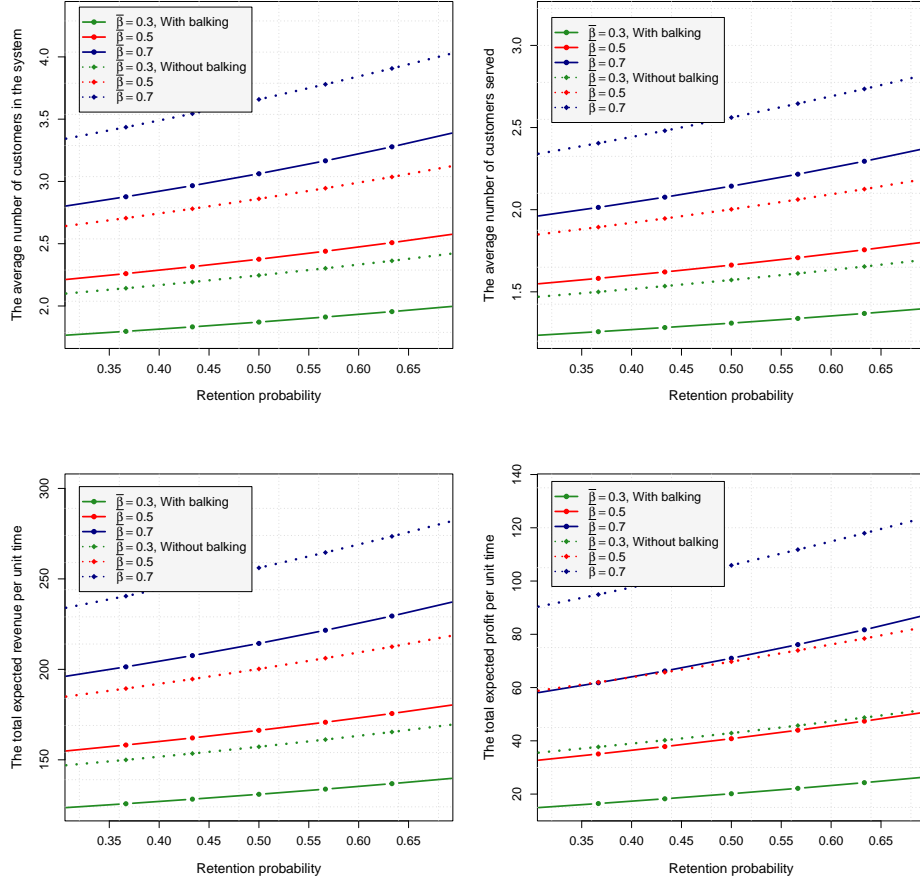 The average number of customers in the system
2.0 2.5 3.0 3.5 4.0
β̅ = 0.3, With balking
β̅ = 0.5
β̅ = 0.7
β̅ = 0.3, Without balking
β̅ = 0.5
β̅ = 0.7
0.35 0.40 0.45 0.50 0.55 0.60 0.65
Retention probability
The average number of customers served
1.5 2.0 2.5 3.0
β̅ = 0.3, With balking
β̅ = 0.5
β̅ = 0.7
β̅ = 0.3, Without balking
β̅ = 0.5
β̅ = 0.7
0.35 0.40 0.45 0.50 0.55 0.60 0.65
Retention probability
The total expected revenue per unit time
150 200 250 300
β̅ = 0.3, With balking
β̅ = 0.5
β̅ = 0.7
β̅ = 0.3, Without balking
β̅ = 0.5
β̅ = 0.7
0.35 0.40 0.45 0.50 0.55 0.60 0.65
Retention probability
The total expected profit per unit time
20 40 60 80 100 120 140
β̅ = 0.3, With balking
β̅ = 0.5
β̅ = 0.7
β̅ = 0.3, Without balking
β̅ = 0.5
β̅ = 0.7
0.35 0.40 0.45 0.50 0.55 0.60 0.65
Retention probability